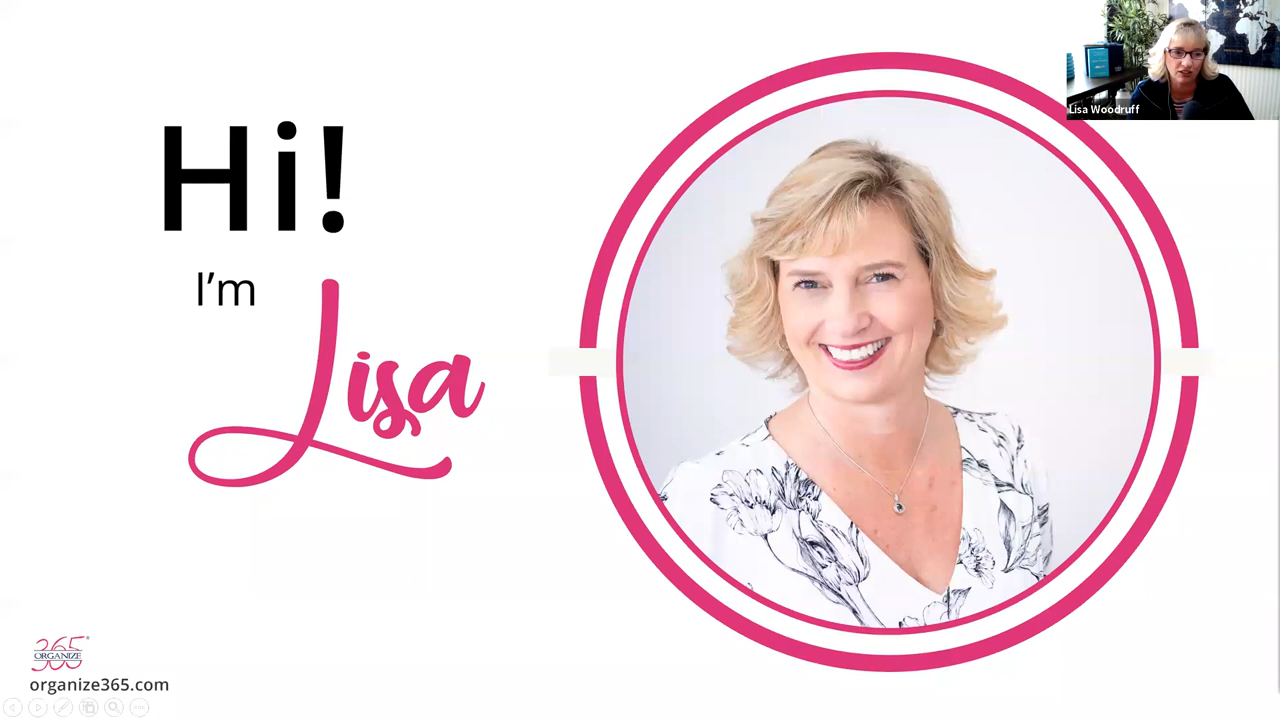 Hi!
I’m
Lisa
Lisa Woodruff
365®
ORGANIZE
organize365.com